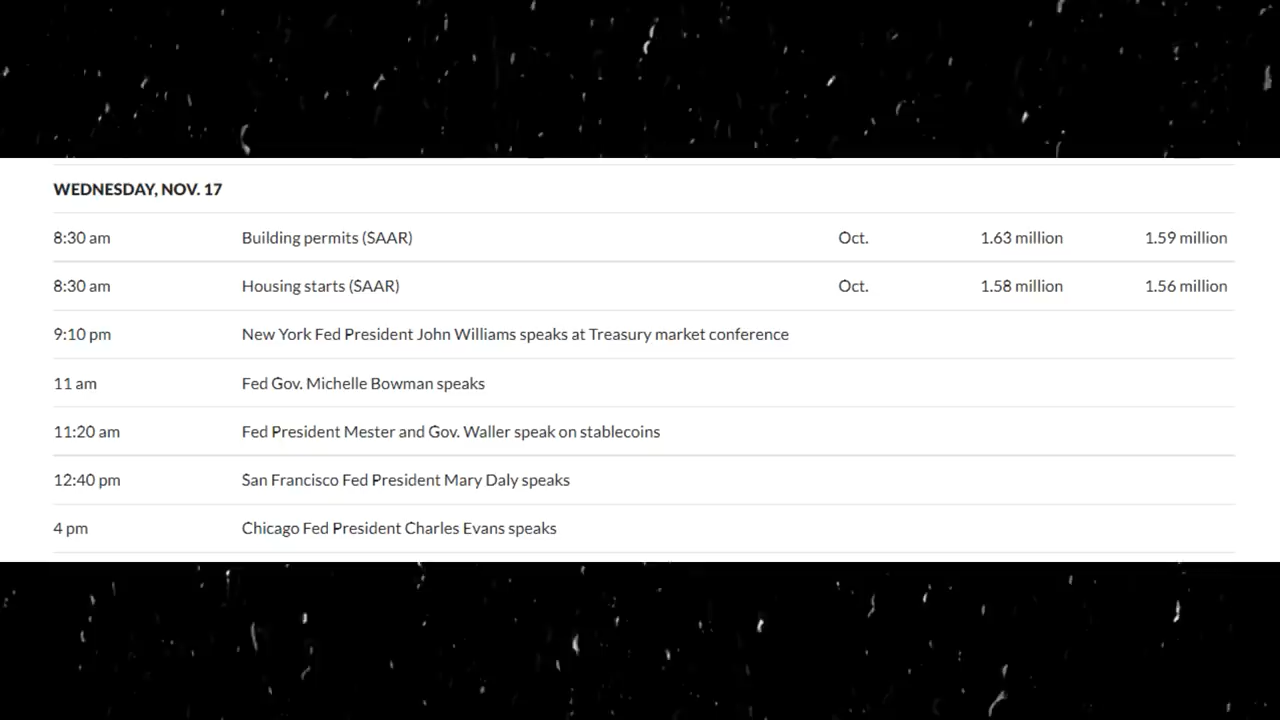 WEDNESDAY, NOV. 17
8:30 am Building permits (SAAR) Oct. 1.63 million 1.59 million
8:30 am Housing starts (SAAR) Oct. 1.58 million 1.56 million
9:10 pm New York Fed President John Williams speaks at Treasury market conference
11 am Fed Gov. Michelle Bowman speaks
11:20 am Fed President Mester and Gov. Waller speak on stablecoins
12:40 pm San Francisco Fed President Mary Daly speaks
4 pm Chicago Fed President Charles Evans speaks